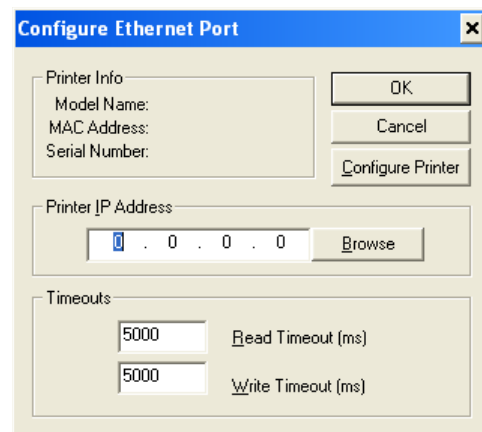 Configure Ethernet Port
Printer Info
Model Name:
MAC Address:
Serial Number:
OK
Cancel
Configure Printer
Printer IP Address
0 . 0 . 0 . 0
Browse
Timeouts
5000 Read Timeout (ms)
5000 Write Timeout (ms)